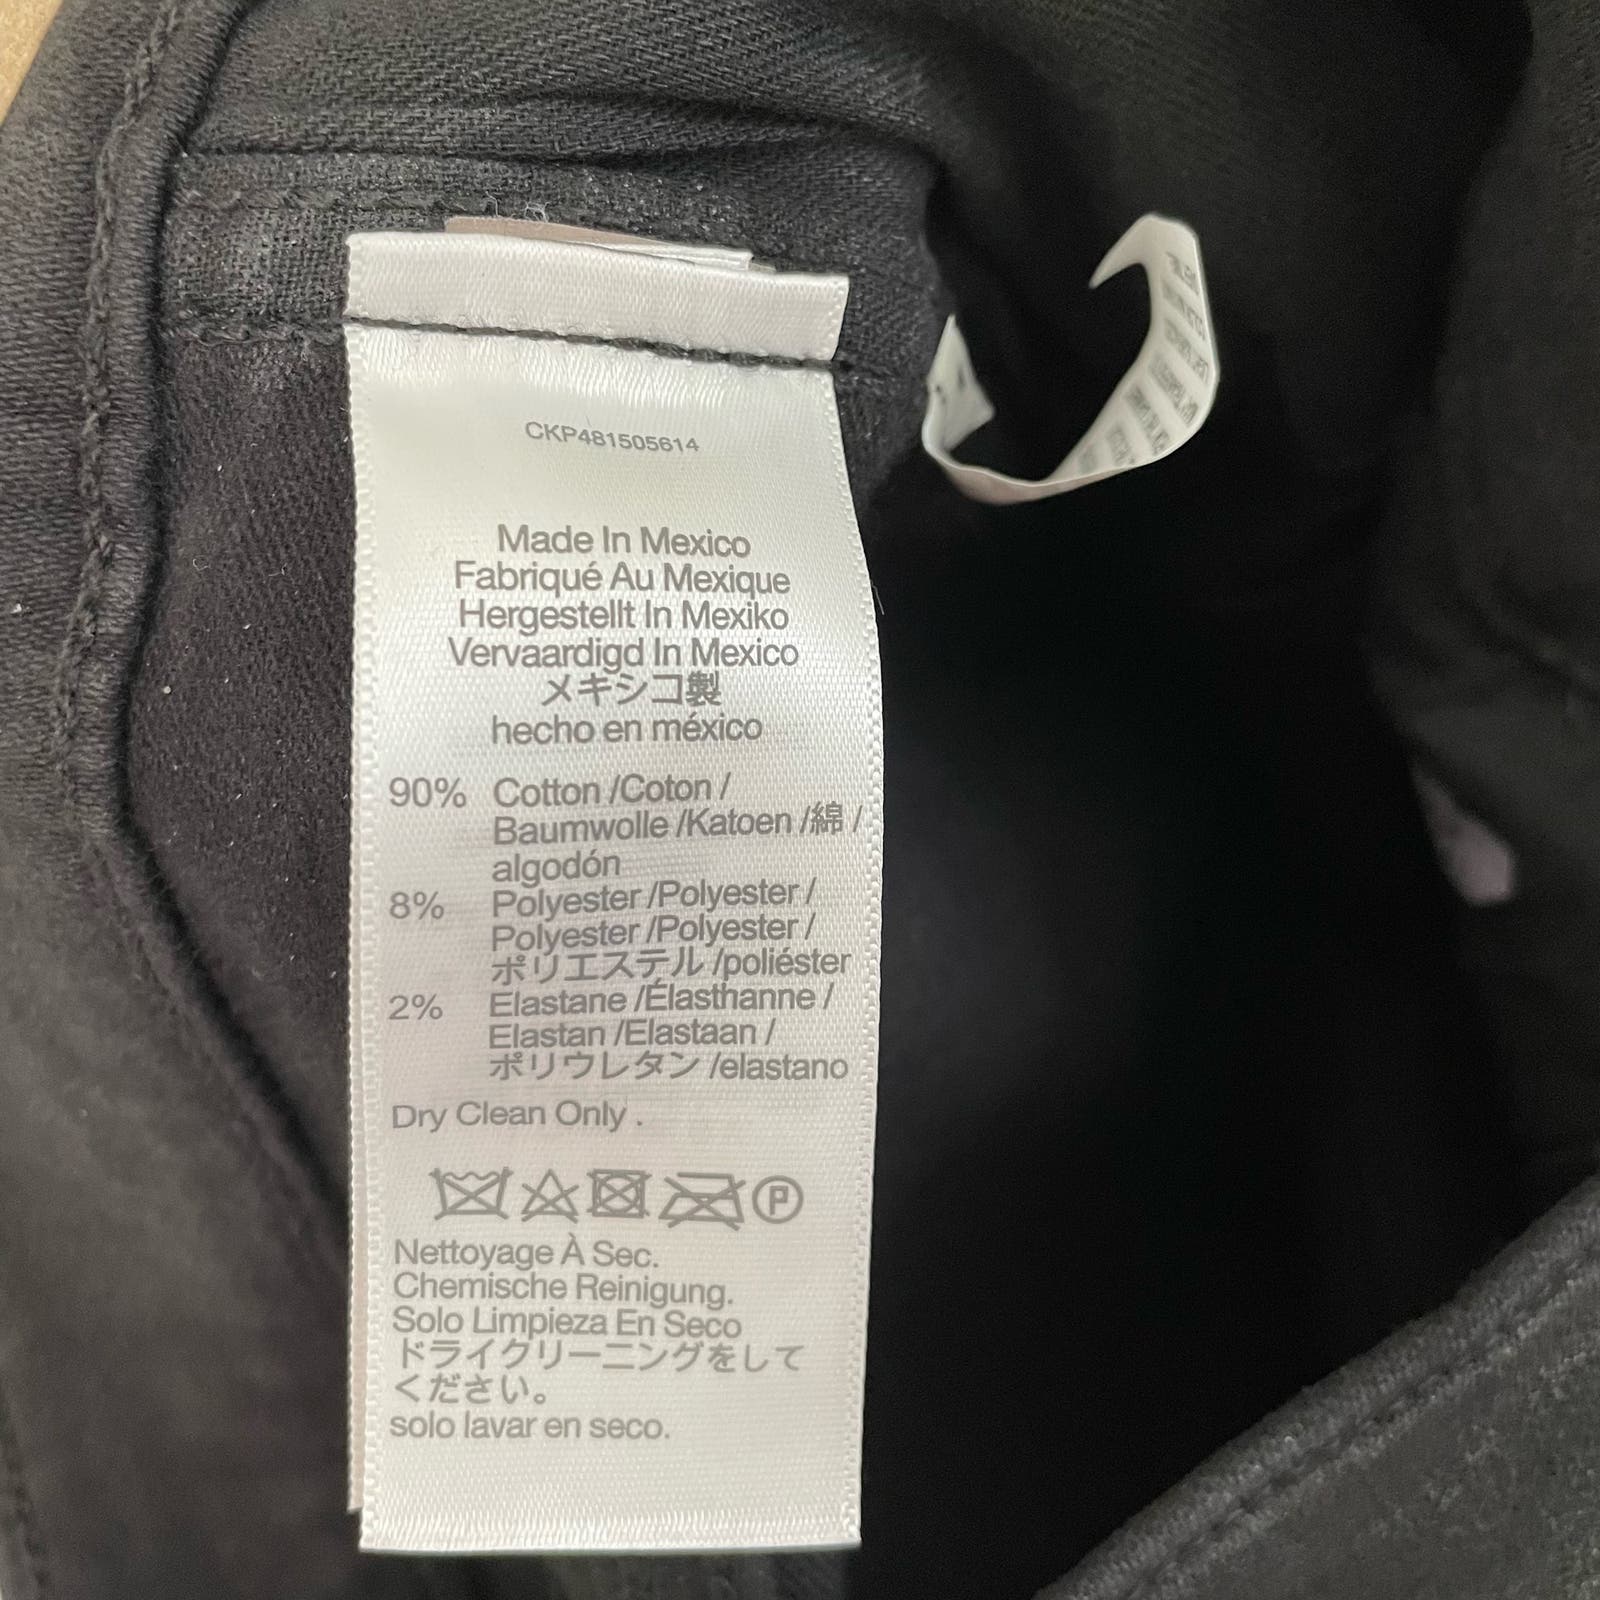 CKP481505614
Made In Mexico
Fabriqué Au Mexique
Hergestellt In Mexiko
Vervaardigd In Mexico
メキシコ製
hecho en méxico
90% Cotton /Coton /
Baumwolle /Katoen /綿 /
algodón
8% Polyester /Polyester /
Polyester /Polyester /
ポリエステル /poliéster
2% Elastane /Élasthanne /
Elastan /Elastaan /
ポリウレタン /elastano
Dry Clean Only .
P
Nettoyage À Sec.
Chemische Reinigung.
Solo Limpieza En Seco
ドライクリーニングをして
ください。
solo lavar en seco.